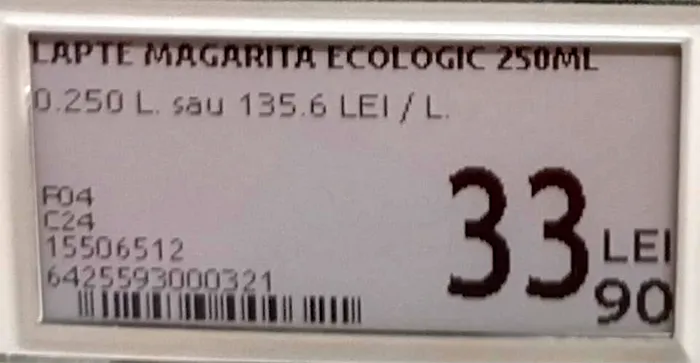 LAPTE MAGARITA ECOLOGIC 250ML
0.250 L. sau 135.6 LEI / L.
F04
C24
15506512
6425593000321
33 LEI
90